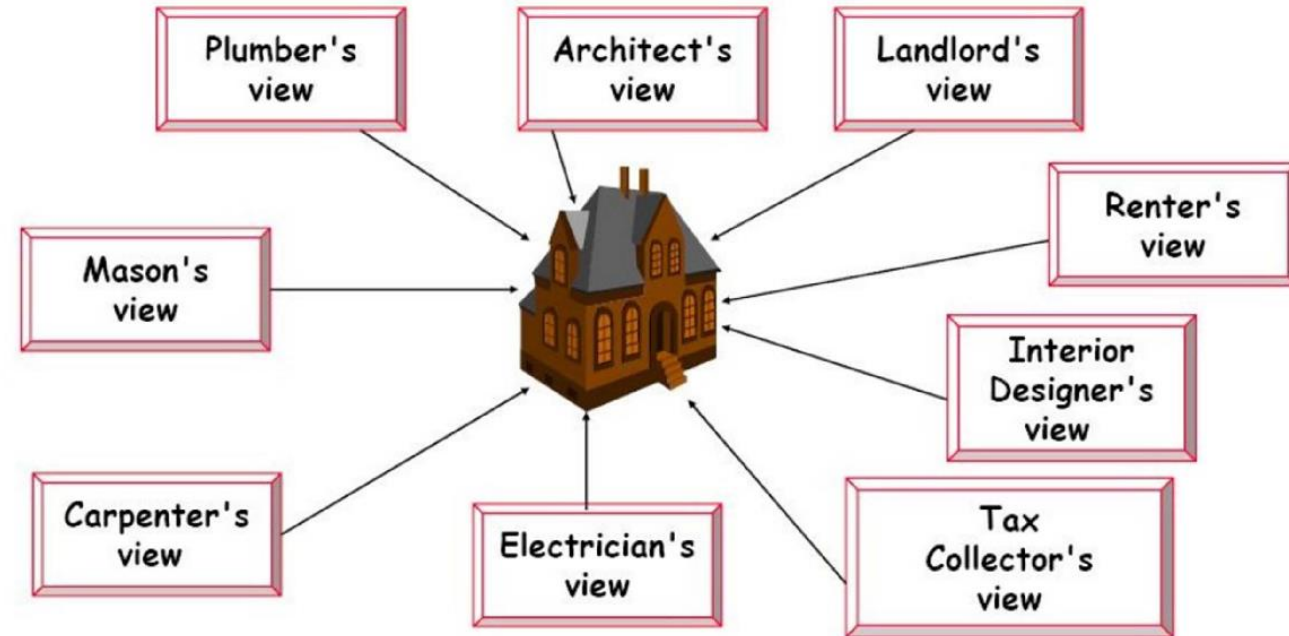 Plumber's
view
Architect's
view
Landlord's
view
Renter's
view
Mason's
view
Interior
Designer's
view
Carpenter's
view
Electrician's
view
Tax
Collector's
view